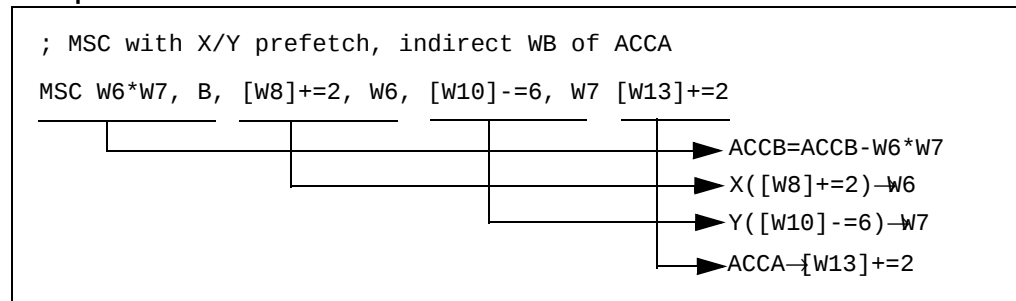 ; MSC with X/Y prefetch, indirect WB of ACCA
MSC W6*W7, B, [W8]+=2, W6, [W10]-=6, W7 [W13]+=2
ACCB=ACCB-W6*W7
X([W8]+=2)→W6
Y([W10]-=6)→W7
ACCA→[W13]+=2